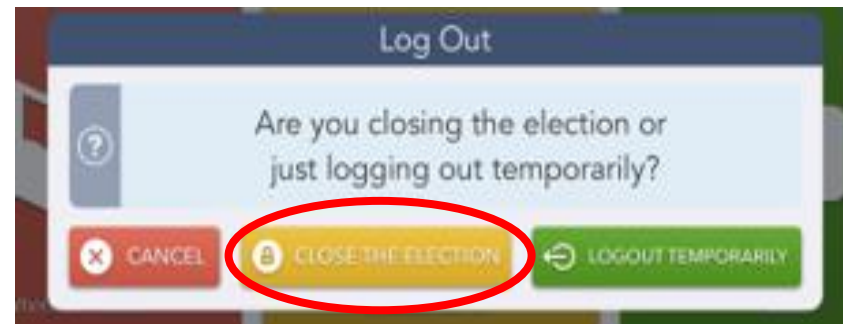 Log Out
Are you closing the election or
just logging out temporarily?
CANCEL
CLOSE THE ELECTION
LOGOUT TEMPORARILY